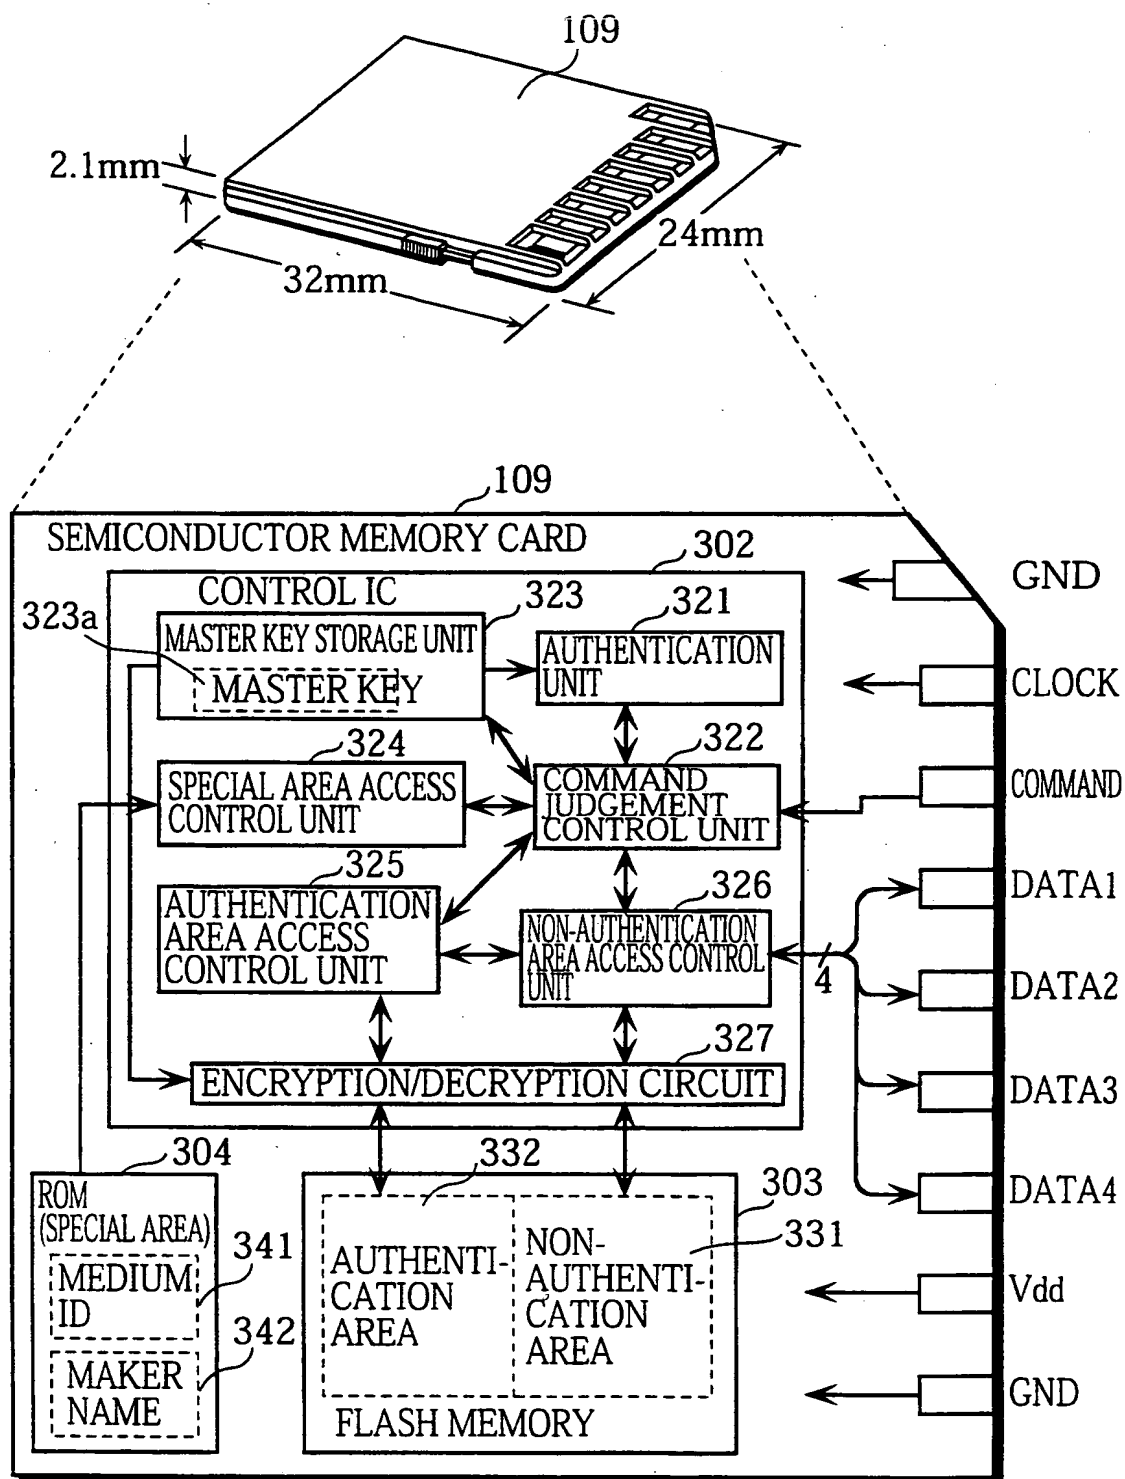 109
2.1mm
24mm
32mm
109
SEMICONDUCTOR MEMORY CARD
302
CONTROL IC
323
321
323a
MASTER KEY STORAGE UNIT
MASTER KEY
AUTHENTICATION
UNIT
324
322
SPECIAL AREA ACCESS
CONTROL UNIT
COMMAND
JUDGEMENT
CONTROL UNIT
325
326
AUTHENTICATION
AREA ACCESS
CONTROL UNIT
NON-AUTHENTICATION
AREA ACCESS CONTROL
UNIT
4
327
ENCRYPTION/DECRYPTION CIRCUIT
GND
CLOCK
COMMAND
DATA1
DATA2
DATA3
DATA4
Vdd
GND
304
ROM
(SPECIAL AREA)
341
MEDIUM
ID
342
MAKER
NAME
332
303
331
AUTHENTI-
CATION
AREA
NON-
AUTHENTI-
CATION
AREA
FLASH MEMORY